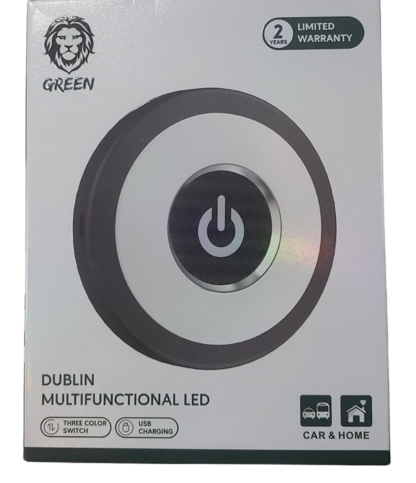 GREEN
2
YEARS
LIMITED
WARRANTY
DUBLIN
MULTIFUNCTIONAL LED
THREE COLOR
SWITCH
USB
CHARGING
CAR & HOME